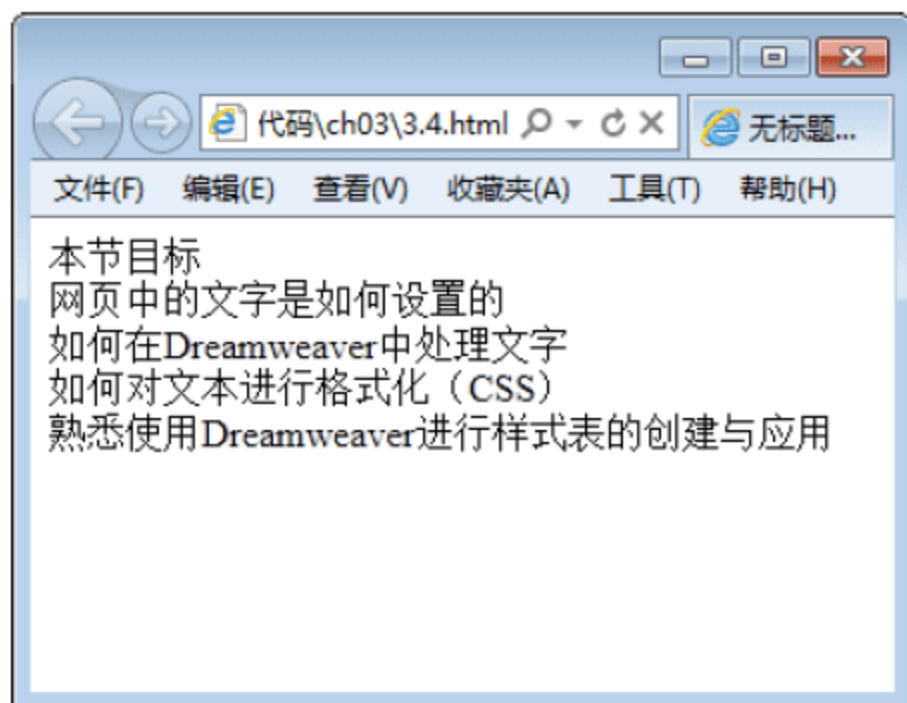 代码\ch03\3.4.html
无标题...
文件(F) 编辑(E) 查看(V) 收藏夹(A) 工具(T) 帮助(H)
本节目标
网页中的文字是如何设置的
如何在Dreamweaver中处理文字
如何对文本进行格式化（CSS）
熟悉使用Dreamweaver进行样式表的创建与应用